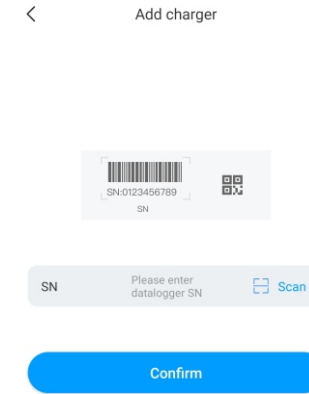 Add charger
SN:0123456789
SN
SN
Please enter
datalogger SN
Scan
Confirm